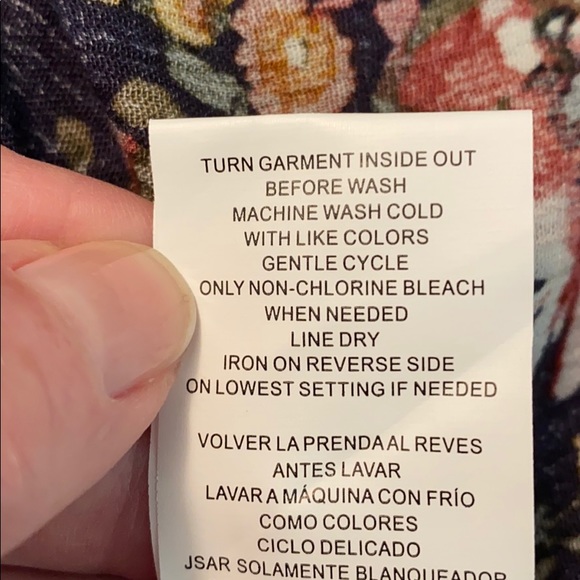 TURN GARMENT INSIDE OUT
BEFORE WASH
MACHINE WASH COLD
WITH LIKE COLORS
GENTLE CYCLE
ONLY NON-CHLORINE BLEACH
WHEN NEEDED
LINE DRY
IRON ON REVERSE SIDE
ON LOWEST SETTING IF NEEDED
VOLVER LA PRENDA AL REVES
ANTES LAVAR
LAVAR A MÁQUINA CON FRÍO
COMO COLORES
CICLO DELICADO
JSAR SOLAMENTE BLANQUEADOR